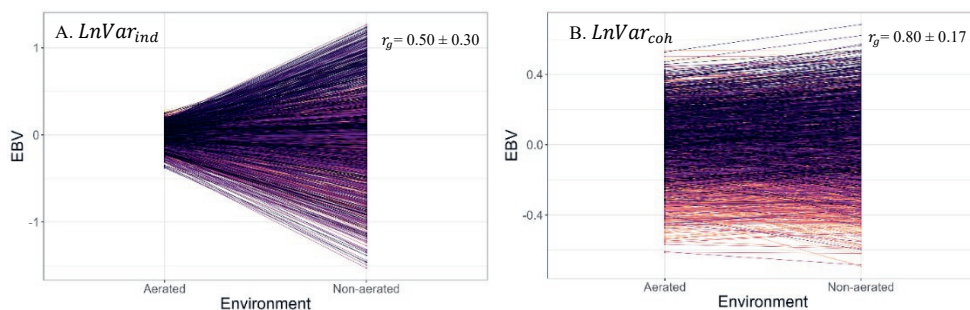 A. LnVar_ind
r_g= 0.50 ± 0.30
1
0
-1
EBV
Aerated
Non-aerated
Environment
B. LnVar_coh
r_g= 0.80 ± 0.17
0.4
0.0
-0.4
EBV
Aerated
Non-aerated
Environment